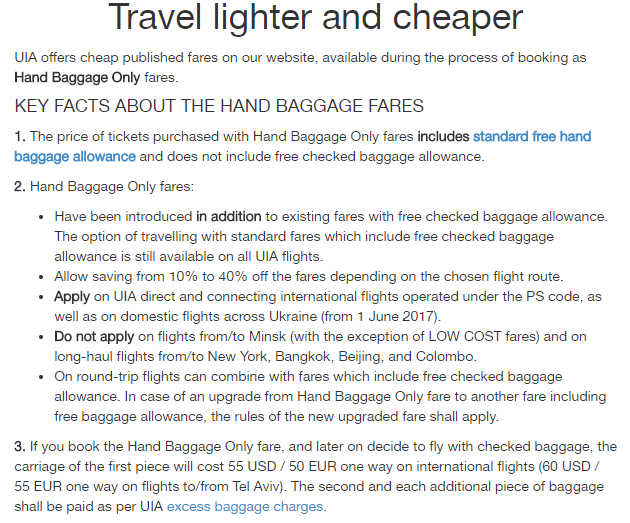 Travel lighter and cheaper
UIA offers cheap published fares on our website, available during the process of booking as
Hand Baggage Only fares.
KEY FACTS ABOUT THE HAND BAGGAGE FARES
1. The price of tickets purchased with Hand Baggage Only fares includes standard free hand
baggage allowance and does not include free checked baggage allowance.
2. Hand Baggage Only fares:
• Have been introduced in addition to existing fares with free checked baggage allowance.
The option of travelling with standard fares which include free checked baggage
allowance is still available on all UIA flights.
• Allow saving from 10% to 40% off the fares depending on the chosen flight route.
• Apply on UIA direct and connecting international flights operated under the PS code, as
well as on domestic flights across Ukraine (from 1 June 2017).
• Do not apply on flights from/to Minsk (with the exception of LOW COST fares) and on
long-haul flights from/to New York, Bangkok, Beijing, and Colombo.
• On round-trip flights can combine with fares which include free checked baggage
allowance. In case of an upgrade from Hand Baggage Only fare to another fare including
free baggage allowance, the rules of the new upgraded fare shall apply.
3. If you book the Hand Baggage Only fare, and later on decide to fly with checked baggage, the
carriage of the first piece will cost 55 USD / 50 EUR one way on international flights (60 USD /
55 EUR one way on flights to/from Tel Aviv). The second and each additional piece of baggage
shall be paid as per UIA excess baggage charges.